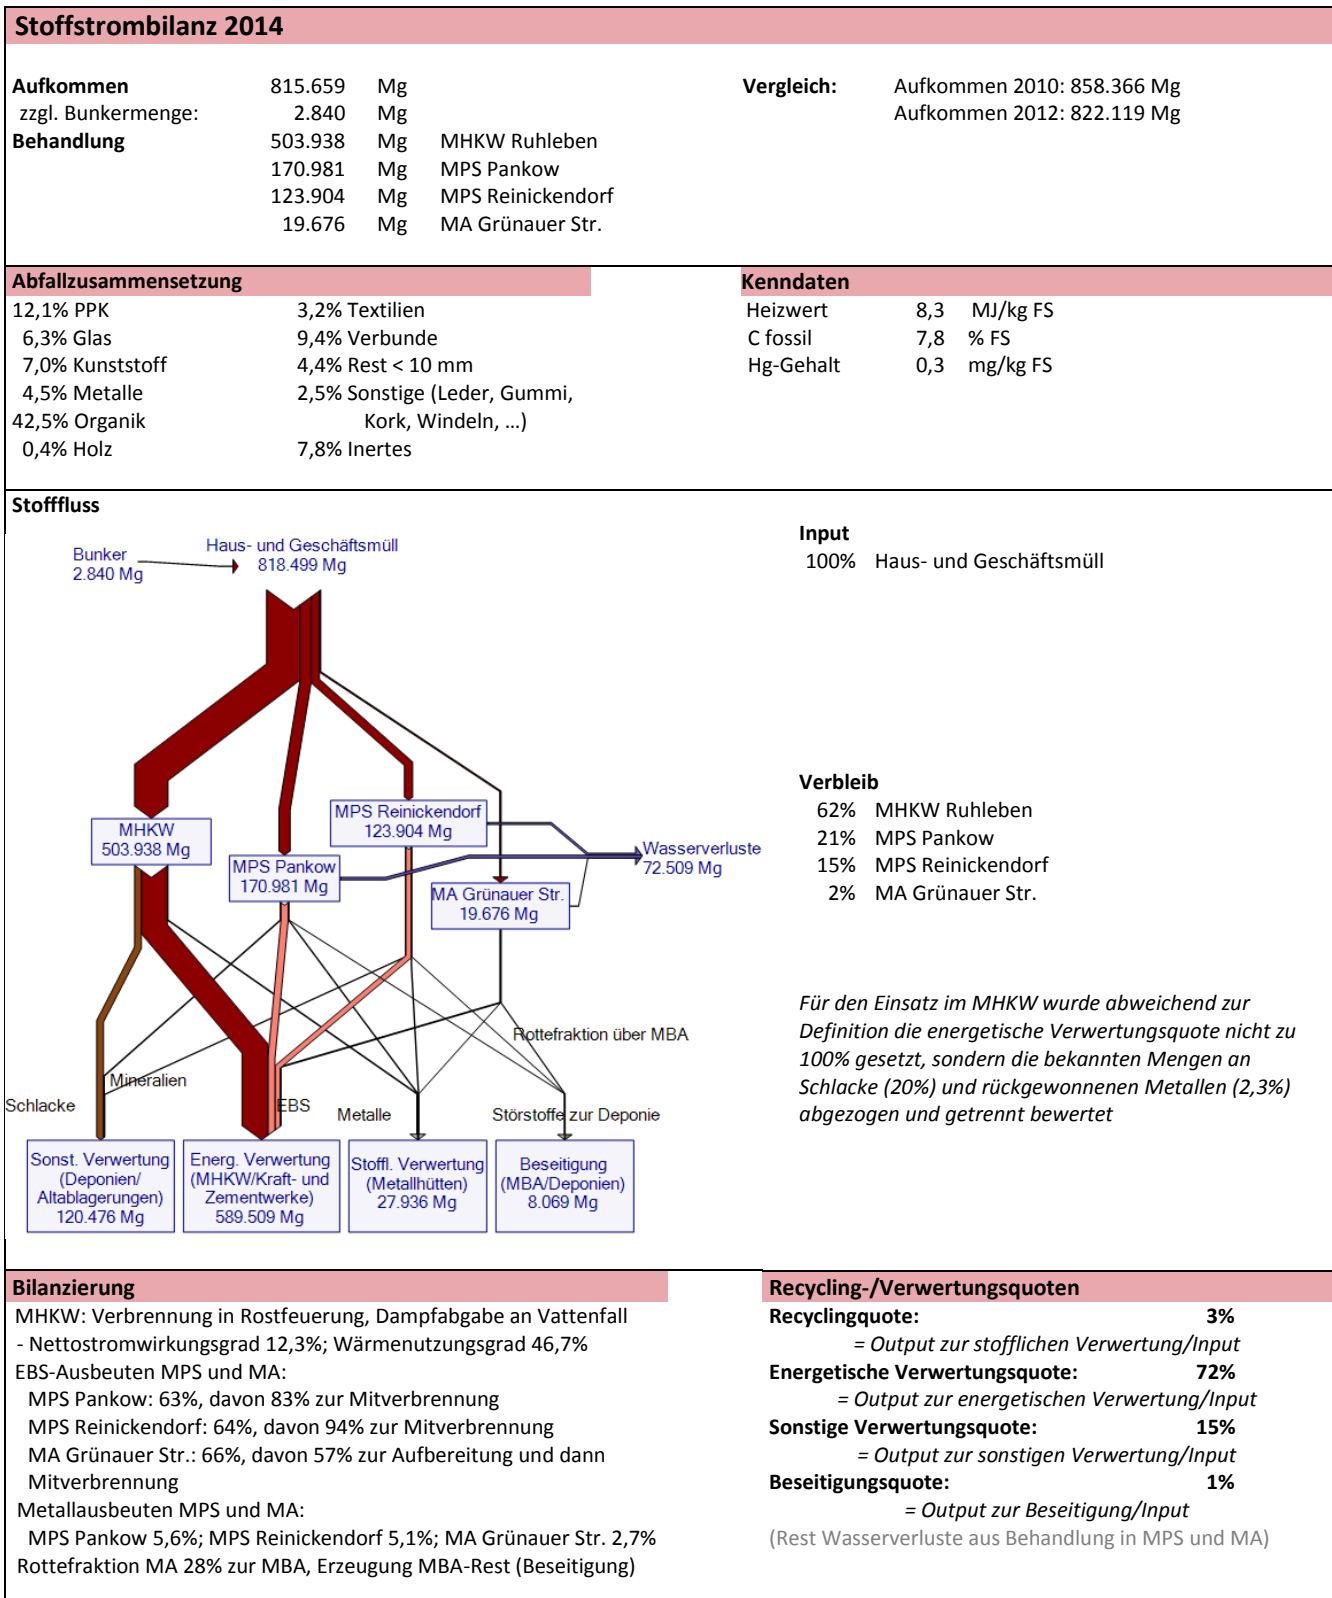 Stoffstrombilanz 2014
Aufkommen 815.659 Mg
zzgl. Bunkermenge: 2.840 Mg
Behandlung 503.938 Mg MHKW Ruhleben
170.981 Mg MPS Pankow
123.904 Mg MPS Reinickendorf
19.676 Mg MA Grünauer Str.
Vergleich: Aufkommen 2010: 858.366 Mg
Aufkommen 2012: 822.119 Mg
Abfallzusammensetzung
12,1% PPK 3,2% Textilien
6,3% Glas 9,4% Verbunde
7,0% Kunststoff 4,4% Rest < 10 mm
4,5% Metalle 2,5% Sonstige (Leder, Gummi,
42,5% Organik Kork, Windeln, ...)
0,4% Holz 7,8% Inertes
Kenndaten
Heizwert 8,3 MJ/kg FS
C fossil 7,8 % FS
Hg-Gehalt 0,3 mg/kg FS
Stofffluss
Bunker
2.840 Mg
Haus- und Geschäftsmüll
818.499 Mg
MHKW
503.938 Mg
MPS Pankow
170.981 Mg
MPS Reinickendorf
123.904 Mg
MA Grünauer Str.
19.676 Mg
Wasserverluste
72.509 Mg
Rottefraktion über MBA
Mineralien
Schlacke
EBS
Metalle
Störstoffe zur Deponie
Sonst. Verwertung
(Deponien/
Altablagerungen)
120.476 Mg
Energ. Verwertung
(MHKW/Kraft- und
Zementwerke)
589.509 Mg
Stoffl. Verwertung
(Metallhütten)
27.936 Mg
Beseitigung
(MBA/Deponien)
8.069 Mg
Input
100% Haus- und Geschäftsmüll
Verbleib
62% MHKW Ruhleben
21% MPS Pankow
15% MPS Reinickendorf
2% MA Grünauer Str.
Für den Einsatz im MHKW wurde abweichend zur
Definition die energetische Verwertungsquote nicht zu
100% gesetzt, sondern die bekannten Mengen an
Schlacke (20%) und rückgewonnenen Metallen (2,3%)
abgezogen und getrennt bewertet
Bilanzierung
MHKW: Verbrennung in Rostfeuerung, Dampfabgabe an Vattenfall
- Nettostromwirkungsgrad 12,3%; Wärmenutzungsgrad 46,7%
EBS-Ausbeuten MPS und MA:
MPS Pankow: 63%, davon 83% zur Mitverbrennung
MPS Reinickendorf: 64%, davon 94% zur Mitverbrennung
MA Grünauer Str.: 66%, davon 57% zur Aufbereitung und dann
Mitverbrennung
Metallausbeuten MPS und MA:
MPS Pankow 5,6%; MPS Reinickendorf 5,1%; MA Grünauer Str. 2,7%
Rottefraktion MA 28% zur MBA, Erzeugung MBA-Rest (Beseitigung)
Recycling-/Verwertungsquoten
Recyclingquote: 3%
= Output zur stofflichen Verwertung/Input
Energetische Verwertungsquote: 72%
= Output zur energetischen Verwertung/Input
Sonstige Verwertungsquote: 15%
= Output zur sonstigen Verwertung/Input
Beseitigungsquote: 1%
= Output zur Beseitigung/Input
(Rest Wasserverluste aus Behandlung in MPS und MA)